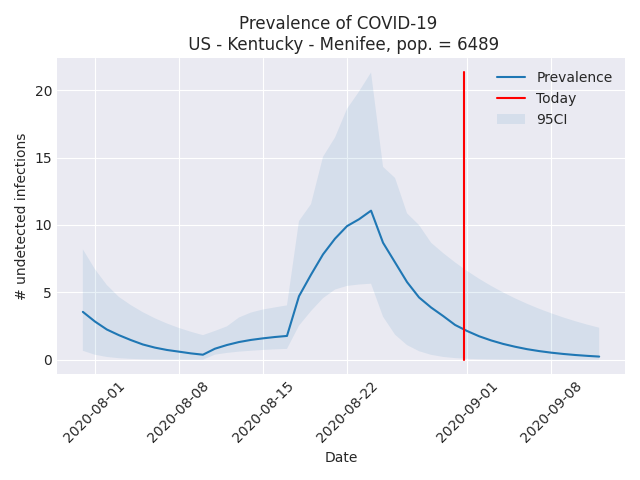 Prevalence of COVID-19
US - Kentucky - Menifee, pop. = 6489
Prevalence
Today
95CI
# undetected infections
20
15
10
5
0
2020-08-01
2020-08-08
2020-08-15
2020-08-22
2020-09-01
2020-09-08
Date